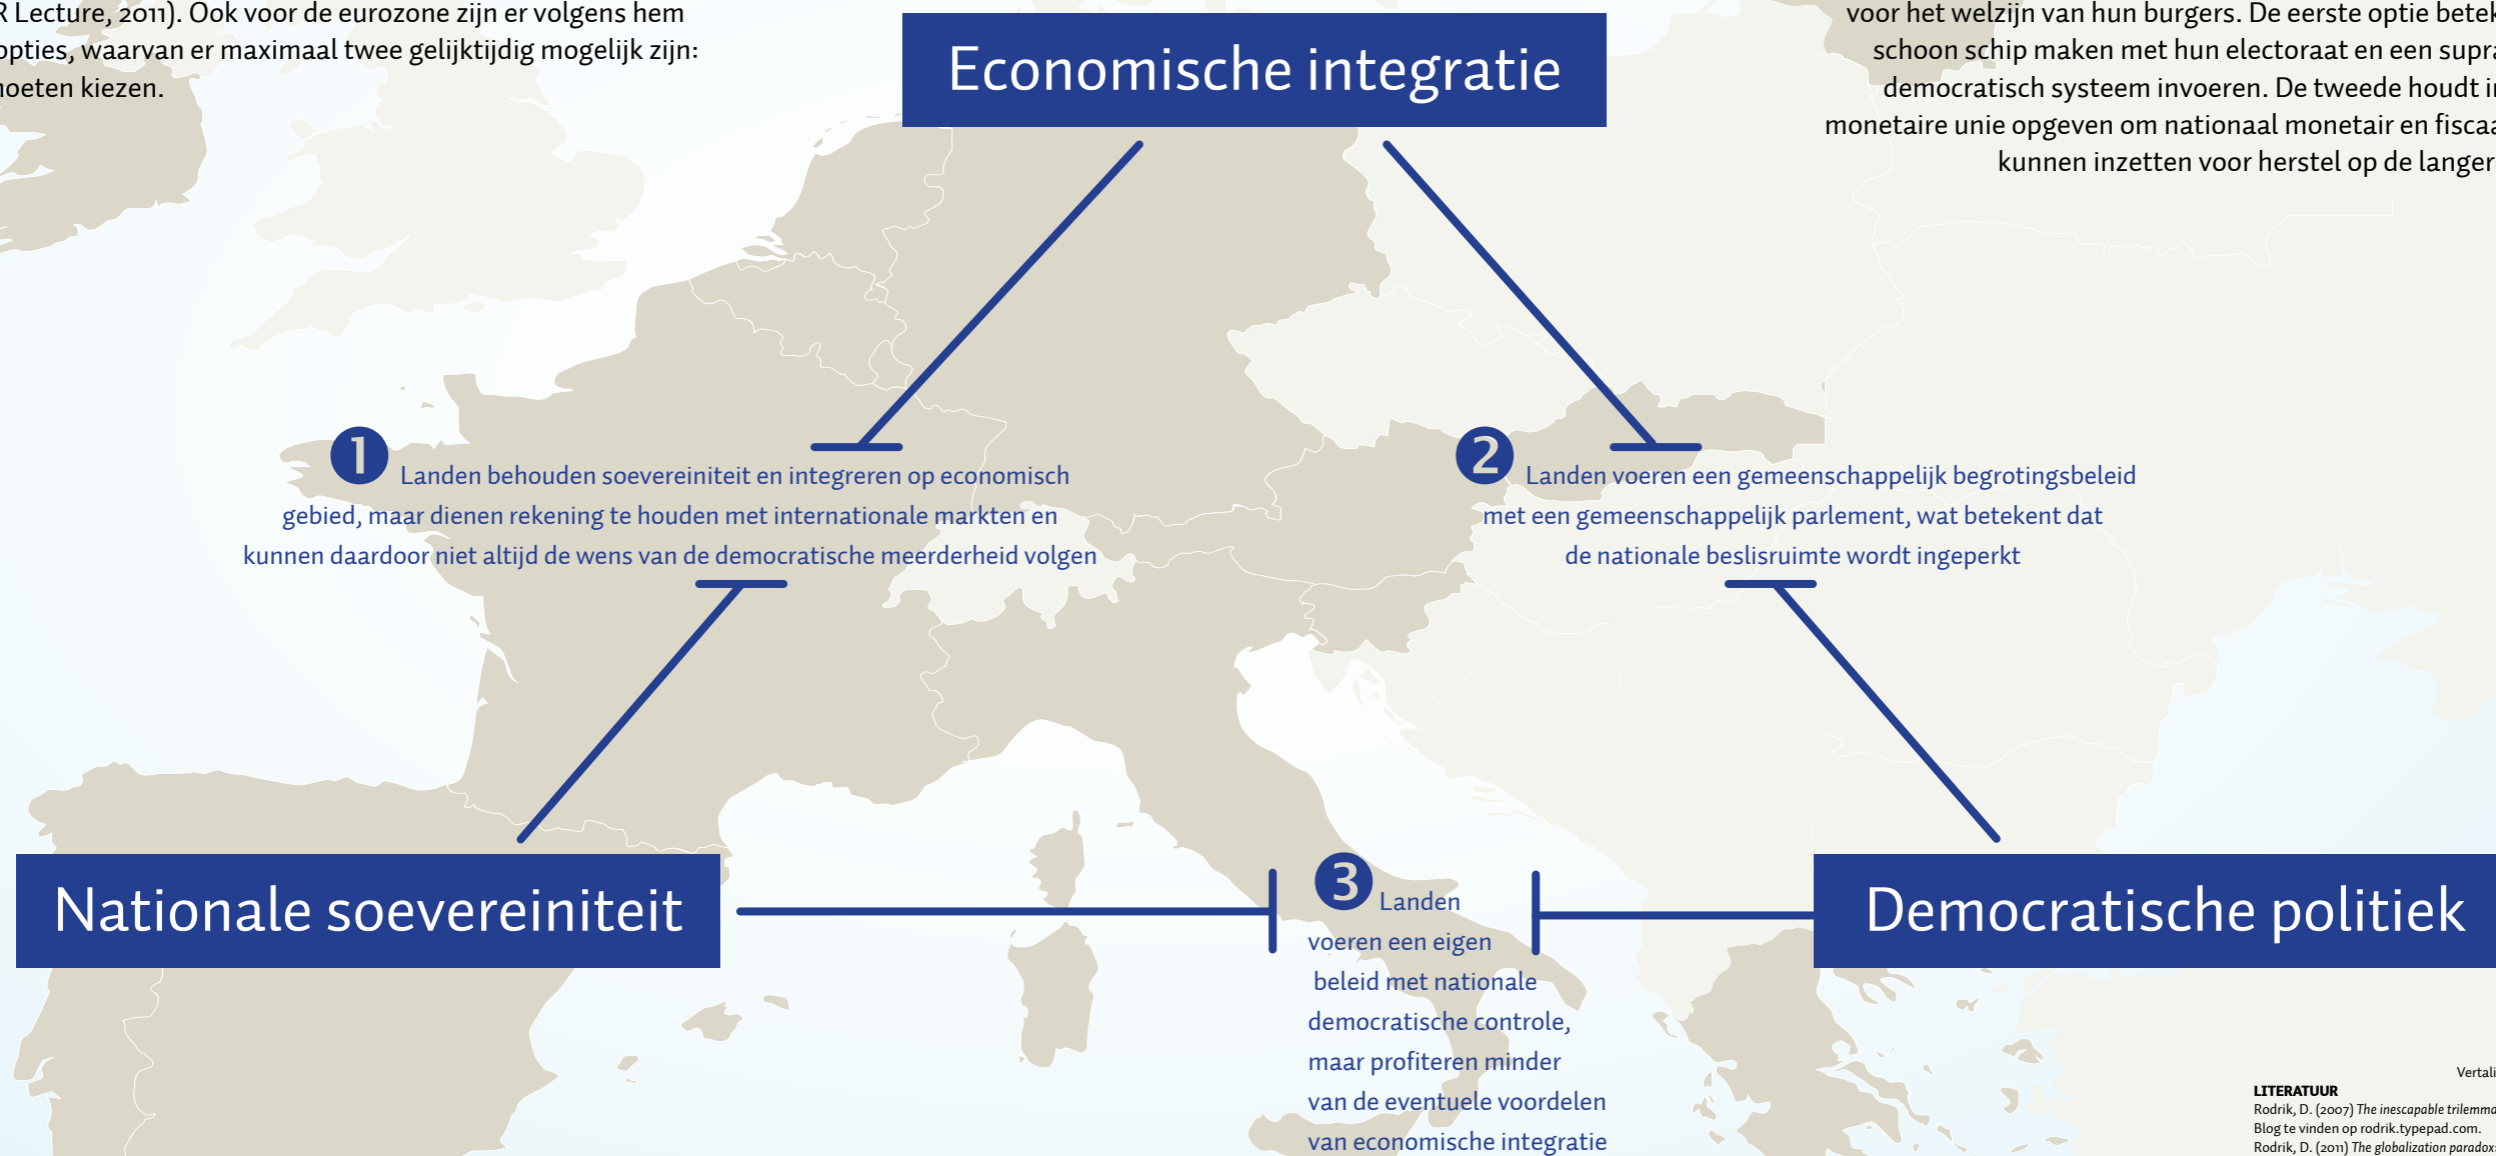 R Lecture, 2011). Ook voor de eurozone zijn er volgens hem
opties, waarvan er maximaal twee gelijktijdig mogelijk zijn:
moeten kiezen.
voor het welzijn van hun burgers. De eerste optie
schoon schip maken met hun electoraat en een
democratisch systeem invoeren. De tweede houdt
monetaire unie opgeven om nationaal monetair en
kunnen inzetten voor herstel op de
Economische integratie
1 Landen behouden soevereiniteit en integreren op economisch
gebied, maar dienen rekening te houden met internationale markten en
kunnen daardoor niet altijd de wens van de democratische meerderheid volgen
2 Landen voeren een gemeenschappelijk begrotingsbeleid
met een gemeenschappelijk parlement, wat betekent dat
de nationale beslisruimte wordt ingeperkt
Nationale soevereiniteit
3 Landen
voeren een eigen
beleid met nationale
democratische controle,
maar profiteren minder
van de eventuele voordelen
van economische integratie
Democratische politiek
LITERATUUR
Rodrik, D. (2007) The inescapable trilemma
Blog te vinden op rodrik.typepad.com.
Rodrik, D. (2011) The globalization paradox: